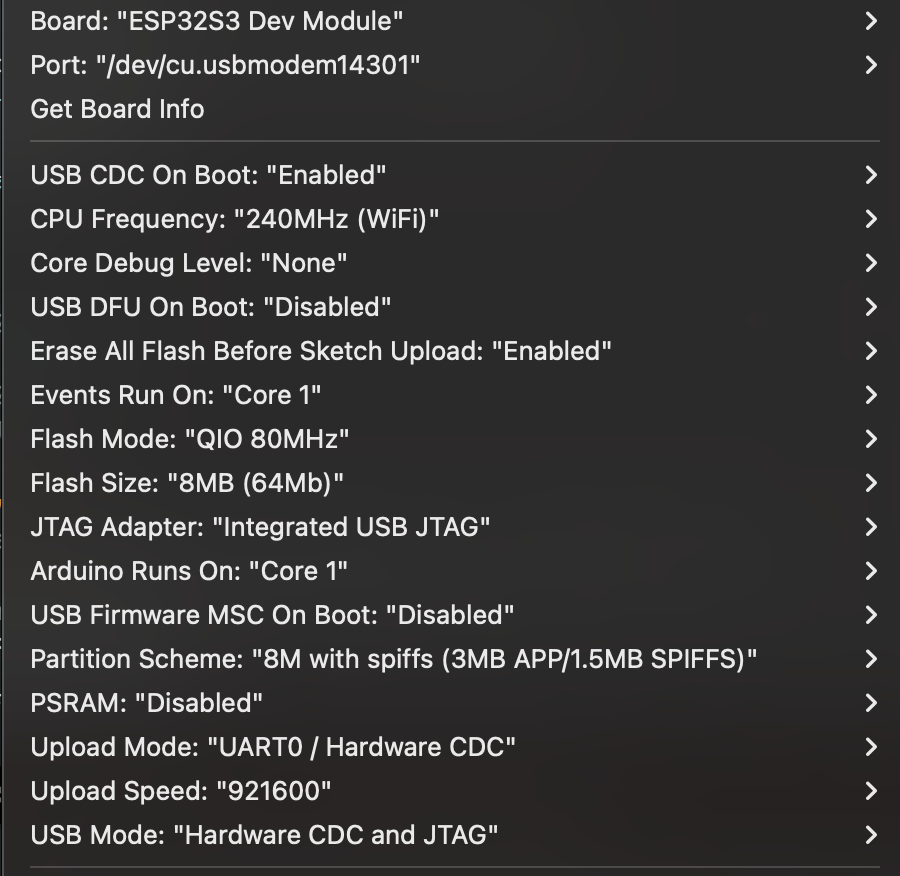 Board: "ESP32S3 Dev Module"
Port: "/dev/cu.usbmodem14301"
Get Board Info
USB CDC On Boot: "Enabled"
CPU Frequency: "240MHz (WiFi)"
Core Debug Level: "None"
USB DFU On Boot: "Disabled"
Erase All Flash Before Sketch Upload: "Enabled"
Events Run On: "Core 1"
Flash Mode: "QIO 80MHz"
Flash Size: "8MB (64Mb)"
JTAG Adapter: "Integrated USB JTAG"
Arduino Runs On: "Core 1"
USB Firmware MSC On Boot: "Disabled"
Partition Scheme: "8M with spiffs (3MB APP/1.5MB SPIFFS)"
PSRAM: "Disabled"
Upload Mode: "UART0 / Hardware CDC"
Upload Speed: "921600"
USB Mode: "Hardware CDC and JTAG"